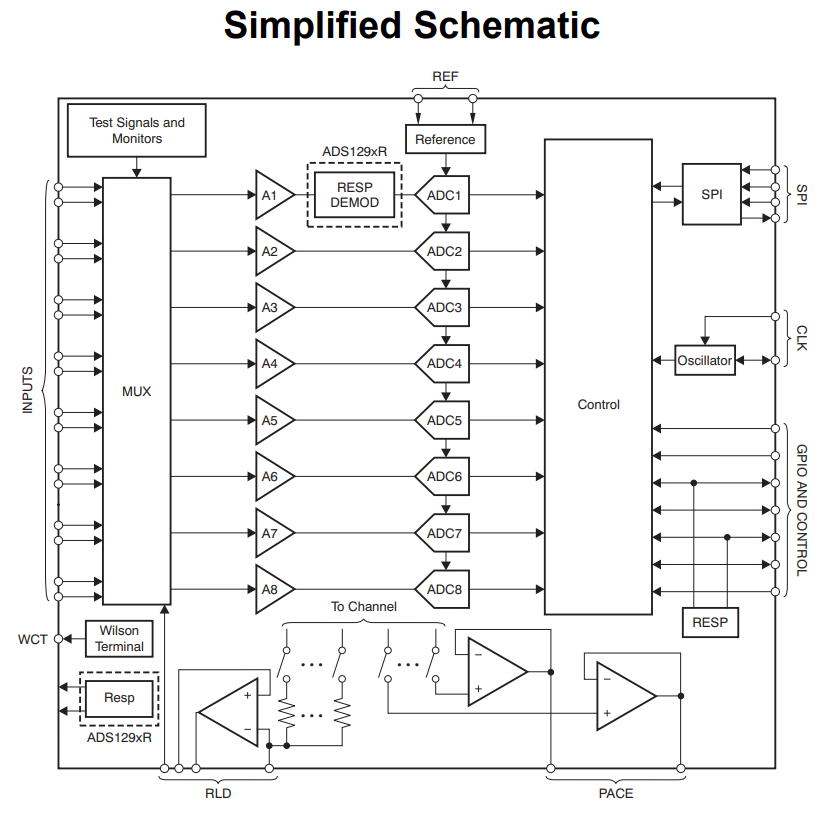 Simplified Schematic
REF
Test Signals and
Monitors
Reference
ADS129xR
A1
RESP
DEMOD
ADC1
SPI
SPI
A2
ADC2
A3
ADC3
CLK
A4
ADC4
Oscillator
INPUTS
MUX
Control
A5
ADC5
A6
ADC6
GPIO AND CONTROL
A7
ADC7
A8
ADC8
To Channel
RESP
WCT
Wilson
Terminal
Resp
ADS129xR
+
−
−
+
−
+
RLD
PACE